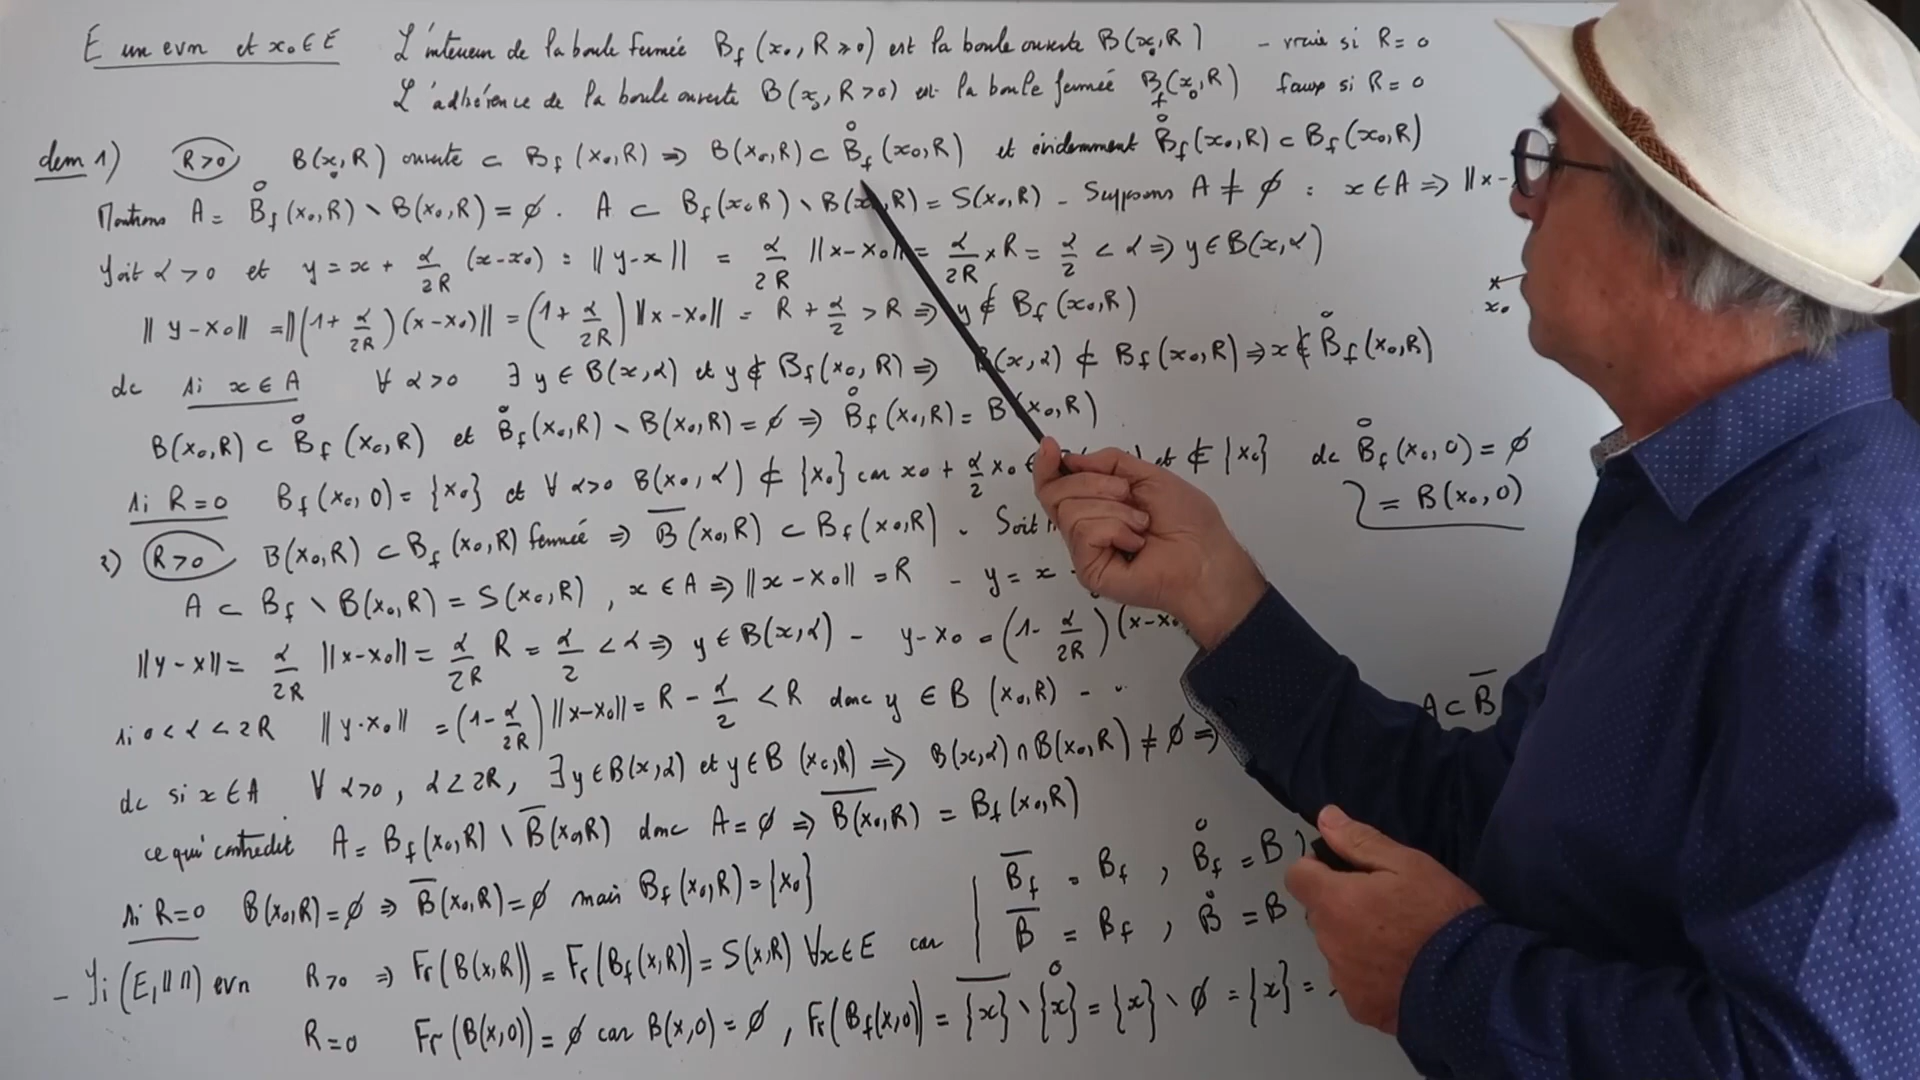 E un evn et x₀ ∈ E L'intérieur de la boule fermée B_f(x₀, R ≥ 0) est la boule ouverte B(x₀, R) - vraie si R = 0
L'adhérence de la boule ouverte B(x₀, R > 0) est la boule fermée B_f(x₀, R) faux si R = 0
dem 1) R>0 B(x₀, R) ouverte ⊂ B_f(x₀, R) ⇒ B(x₀, R) ⊂ B̊_f(x₀, R) et évidemment B̊_f(x₀, R) ⊂ B_f(x₀, R)
Montrons A = B̊_f(x₀, R) \ B(x₀, R) = ∅. A ⊂ B_f(x₀ R) \ B(x₀, R) = S(x₀, R) - Supposons A ≠ ∅ : x ∈ A ⇒ ||x -
Soit α > 0 et y = x + α/2R (x - x₀) : ||y - x|| = α/2R ||x - x₀|| = α/2R × R = α/2 < α ⇒ y ∈ B(x, α)
||y - x₀|| = ||(1 + α/2R)(x - x₀)|| = (1 + α/2R) ||x - x₀|| = R + α/2 > R ⇒ y ∉ B_f(x₀, R)
dc si x ∈ A ∀ α > 0 ∃ y ∈ B(x, α) et y ∉ B_f(x₀, R) ⇒ B(x, α) ⊄ B_f(x₀, R) ⇒ x ∉ B̊_f(x₀, R)
B(x₀, R) ⊂ B̊_f(x₀, R) et B̊_f(x₀, R) \ B(x₀, R) = ∅ ⇒ B̊_f(x₀, R) = B(x₀, R)
si R = 0 B_f(x₀, 0) = {x₀} et ∀ α>0 B(x₀, α) ⊄ {x₀} car x₀ + α/2 x₀ ∈ et ∉ {x₀} dc B̊_f(x₀, 0) = ∅
= B(x₀, 0)
2) R>0 B(x₀, R) ⊂ B_f(x₀, R) fermée ⇒ B̅(x₀, R) ⊂ B_f(x₀, R) - Soit
A ⊂ B_f \ B(x₀, R) = S(x₀, R), x ∈ A ⇒ ||x - x₀|| = R - y = x
||y - x|| = α/2R ||x - x₀|| = α/2R R = α/2 < α ⇒ y ∈ B(x, α) - y - x₀ = (1 - α/2R)(x - x₀
si 0 < α < 2R ||y - x₀|| = (1 - α/2R) ||x - x₀|| = R - α/2 < R donc y ∈ B(x₀, R) -
dc si x ∈ A ∀ α > 0, α < 2R, ∃ y ∈ B(x, α) et y ∈ B(x₀, R) ⇒ B(x, α) ∩ B(x₀, R) ≠ ∅ ⇒ A ⊂ B̅
ce qui contredit A = B_f(x₀, R) \ B̅(x₀, R) donc A = ∅ ⇒ B̅(x₀, R) = B_f(x₀, R)
si R = 0 B(x₀, R) = ∅ ⇒ B̅(x₀, R) = ∅ mais B_f(x₀, R) = {x₀}
B̅_f = B_f , B̊_f = B
- Si (E, || ||) evn R>0 ⇒ Fr(B(x, R)) = Fr(B_f(x, R)) = S(x, R) ∀x ∈ E car B̅ = B_f , B̊ = B
R = 0 Fr(B(x, 0)) = ∅ car B(x, 0) = ∅ , Fr(B_f(x, 0)) = {x}̅ \ {x}̊ = {x} \ ∅ = {x} =
x
x₀